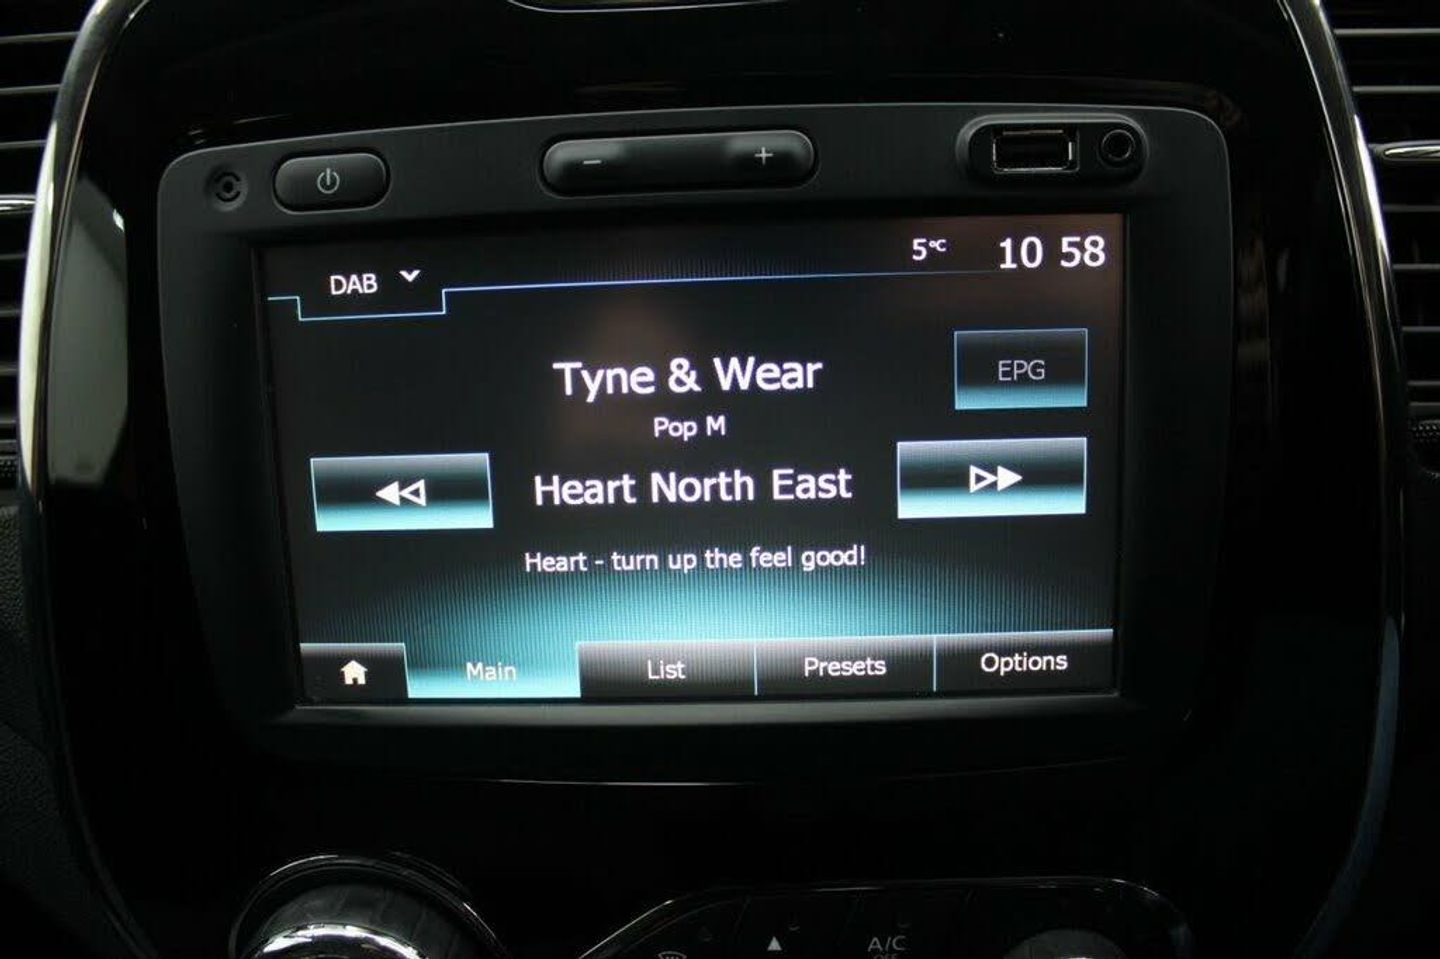 5°C 10 58
DAB
Tyne & Wear
EPG
Pop M
Heart North East
Heart - turn up the feel good!
Main List Presets Options
A/C
OFF